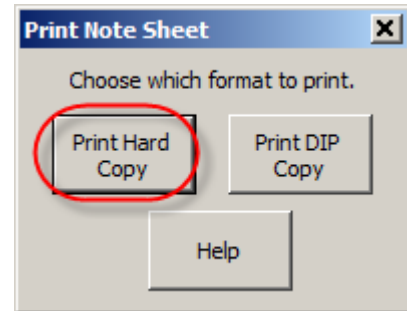 Print Note Sheet
Choose which format to print.
Print Hard
Copy
Print DIP
Copy
Help